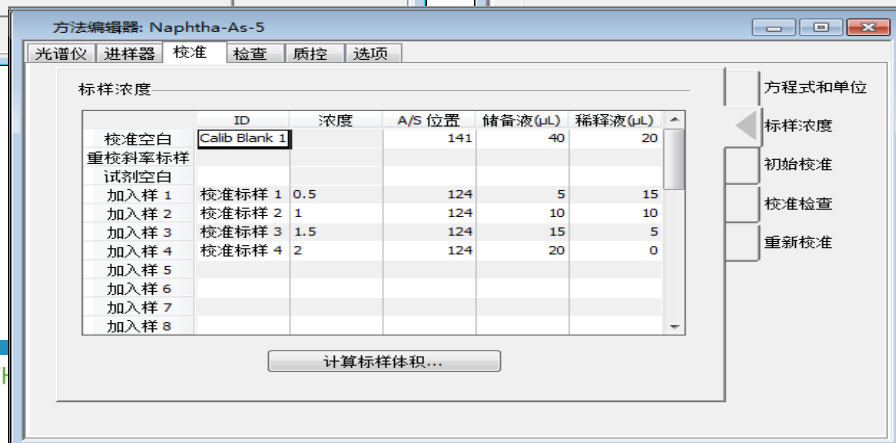 方法编辑器: Naphtha-As-5
光谱仪 进样器 校准 检查 质控 选项
标样浓度
ID 浓度 A/S 位置 储备液(μL) 稀释液(μL)
校准空白 Calib Blank 1 141 40 20
重校斜率标样
试剂空白
加入样 1 校准标样 1 0.5 124 5 15
加入样 2 校准标样 2 1 124 10 10
加入样 3 校准标样 3 1.5 124 15 5
加入样 4 校准标样 4 2 124 20 0
加入样 5
加入样 6
加入样 7
加入样 8
计算标样体积...
方程式和单位
标样浓度
初始校准
校准检查
重新校准